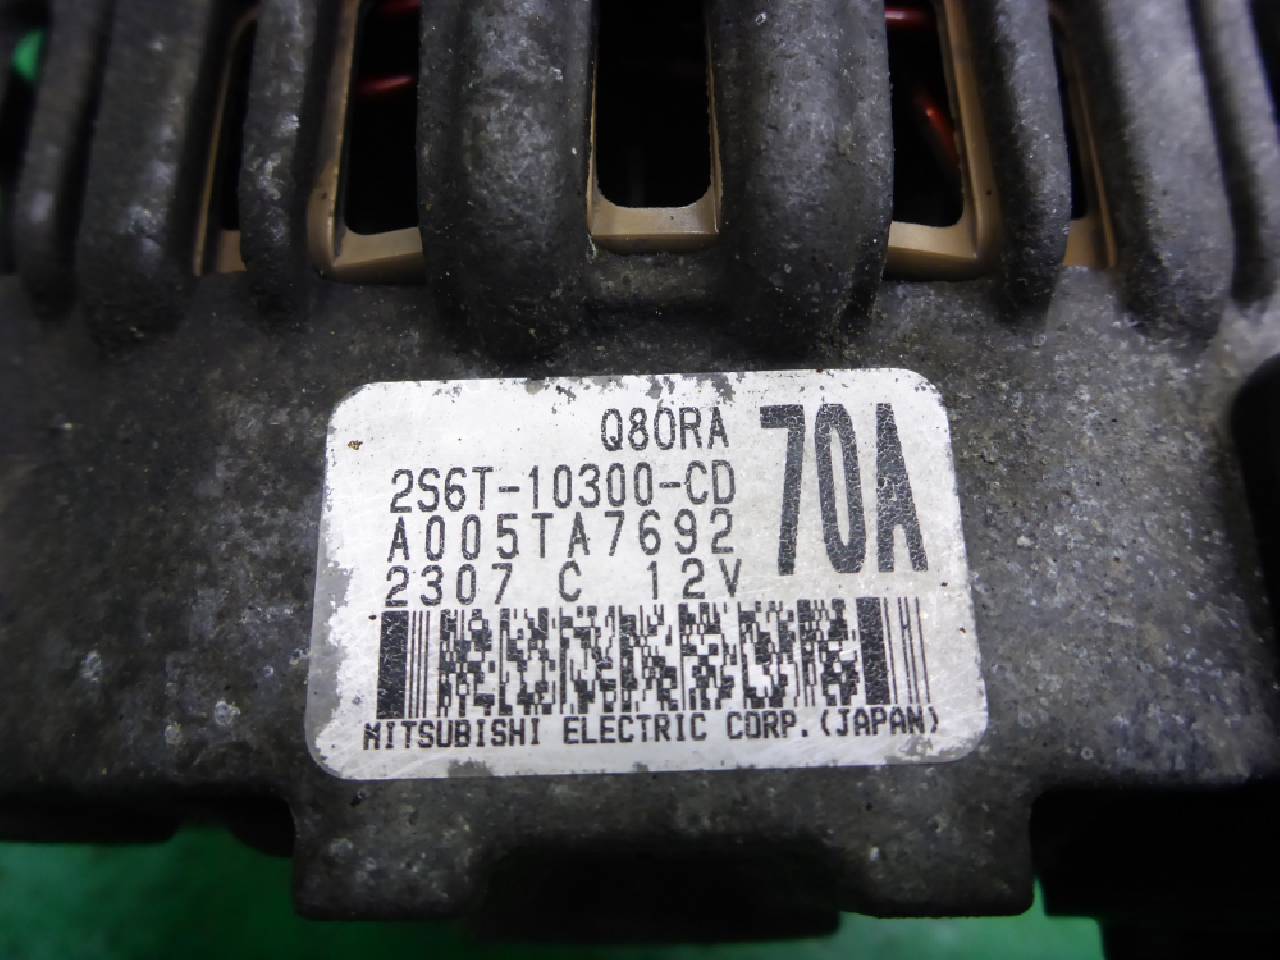 Q80RA
70A
2S6T-10300-CD
A005TA7692
2307 C 12V
MITSUBISHI ELECTRIC CORP.(JAPAN)